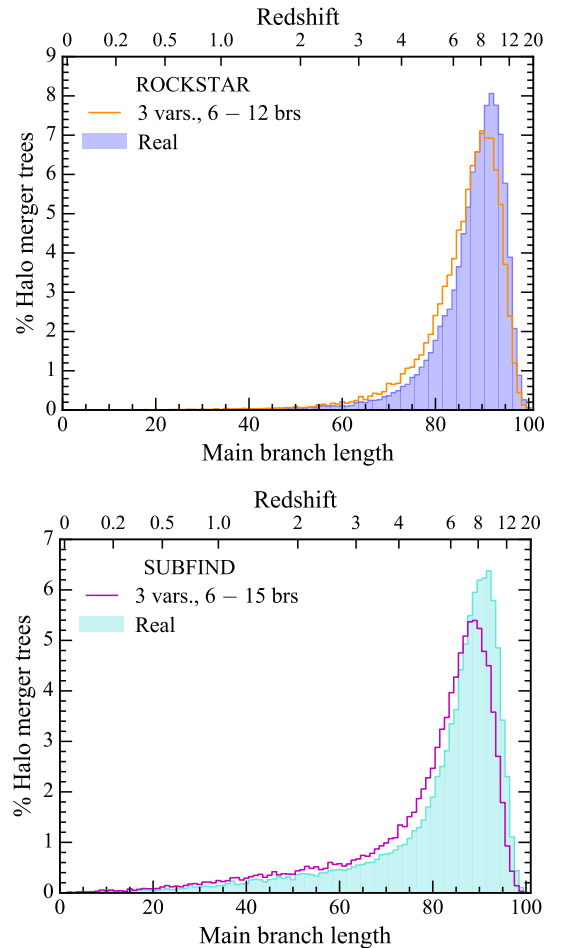 Redshift
0 0.2 0.5 1.0 2 3 4 6 8 12 20
9
ROCKSTAR
8
3 vars., 6 − 12 brs
7
Real
6
5
4
3
2
1
0
% Halo merger trees
0 20 40 60 80 100
Main branch length
Redshift
0 0.2 0.5 1.0 2 3 4 6 8 12 20
7
SUBFIND
6
3 vars., 6 − 15 brs
Real
5
4
3
2
1
0
% Halo merger trees
0 20 40 60 80 100
Main branch length